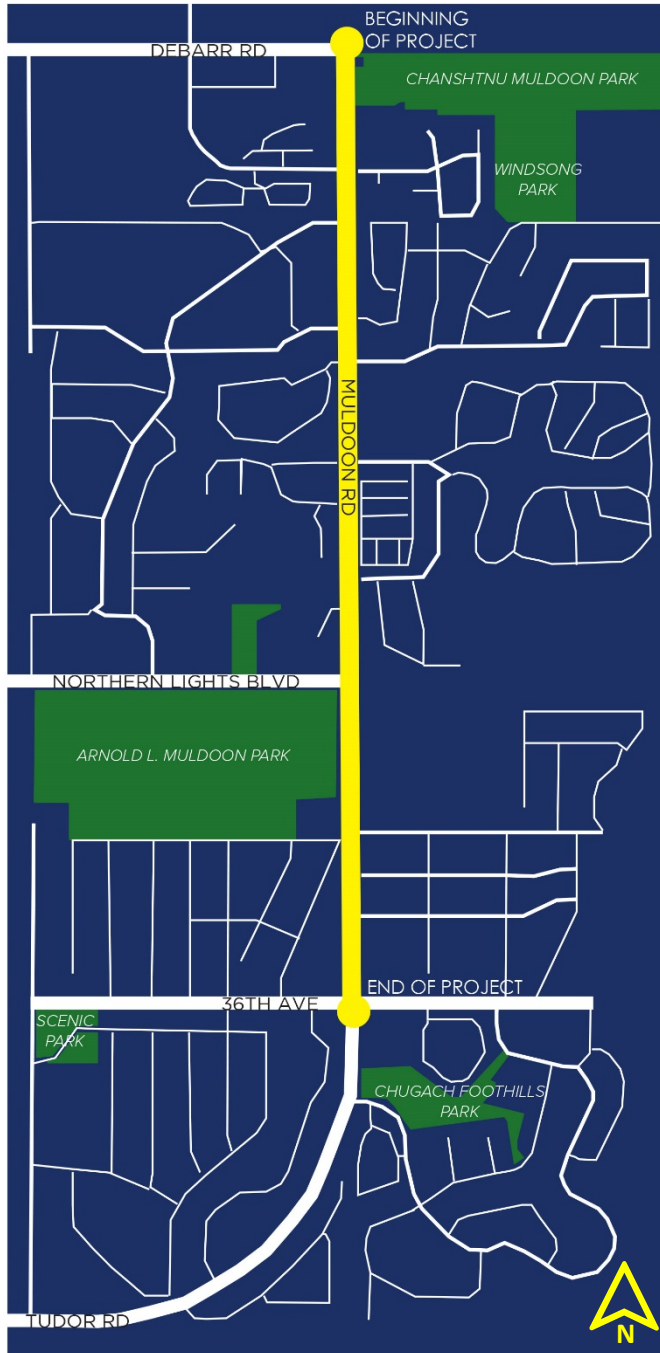 BEGINNING
OF PROJECT
DEBARR RD
CHANSHTNU MULDOON PARK
WINDSONG
PARK
MULDOON RD
NORTHERN LIGHTS BLVD
ARNOLD L. MULDOON PARK
END OF PROJECT
36TH AVE
SCENIC
PARK
CHUGACH FOOTHILLS
PARK
TUDOR RD
N